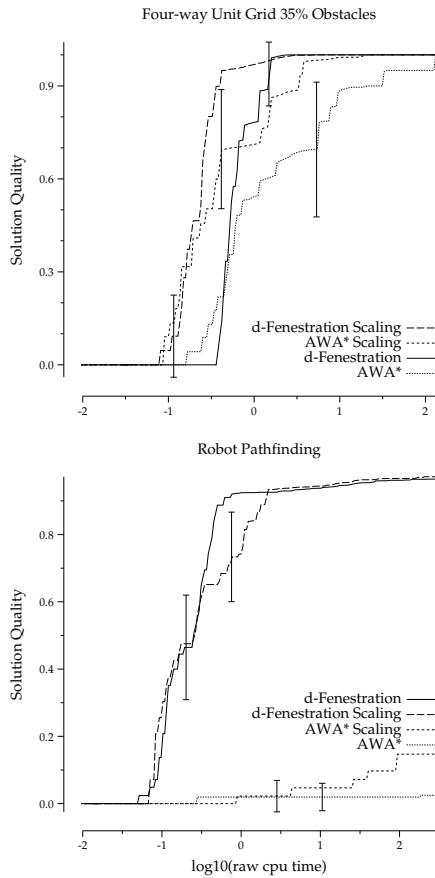 Four-way Unit Grid 35% Obstacles
Solution Quality
0.9
0.6
0.3
0.0
d-Fenestration Scaling
AWA* Scaling
d-Fenestration
AWA*
-2 -1 0 1 2
Robot Pathfinding
Solution Quality
0.8
0.6
0.4
0.2
0.0
d-Fenestration
d-Fenestration Scaling
AWA* Scaling
AWA*
-2 -1 0 1 2
log10(raw cpu time)